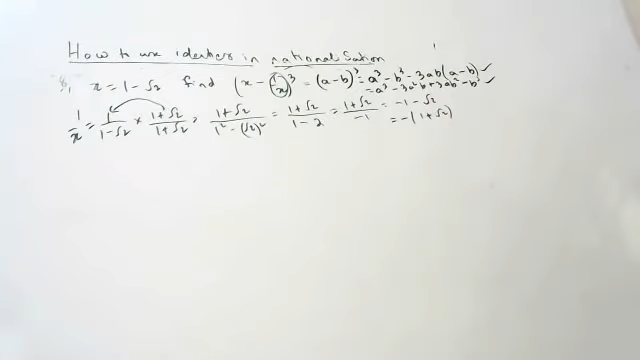 How to use identities in rationalisation
Q1 x = 1 - √2 find (x - (1/x))³ = (a-b)³ = a³ - b³ - 3ab(a-b) ✓
= a³ - 3a²b + 3ab² - b³ ✓
1/x = 1/(1-√2) × (1+√2)/(1+√2) = (1+√2)/(1² - (√2)²) = (1+√2)/(1-2) = (1+√2)/-1 = -1-√2
= -(1+√2)